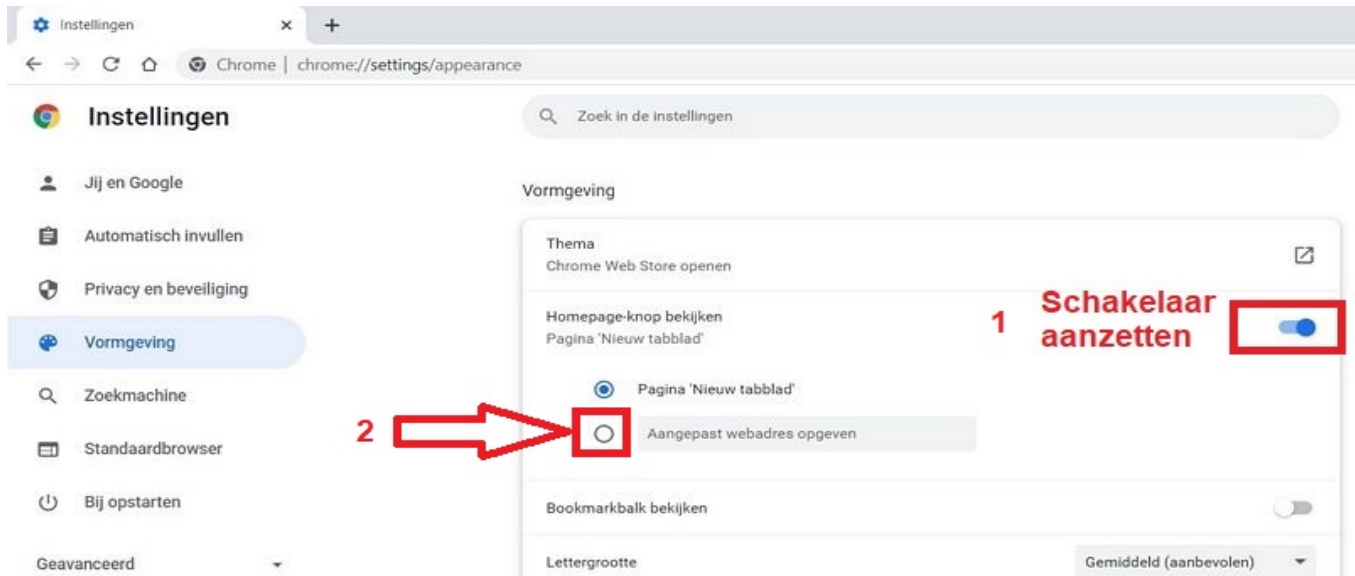 Instellingen
Chrome | chrome://settings/appearance
Instellingen
Zoek in de instellingen
Jij en Google
Automatisch invullen
Privacy en beveiliging
Vormgeving
Zoekmachine
Standaardbrowser
Bij opstarten
Geavanceerd
Vormgeving
Thema
Chrome Web Store openen
Homepage-knop bekijken
Pagina 'Nieuw tabblad'
1 Schakelaar
aanzetten
Pagina 'Nieuw tabblad'
2
Aangepast webadres opgeven
Bookmarkbalk bekijken
Lettergrootte
Gemiddeld (aanbevolen)